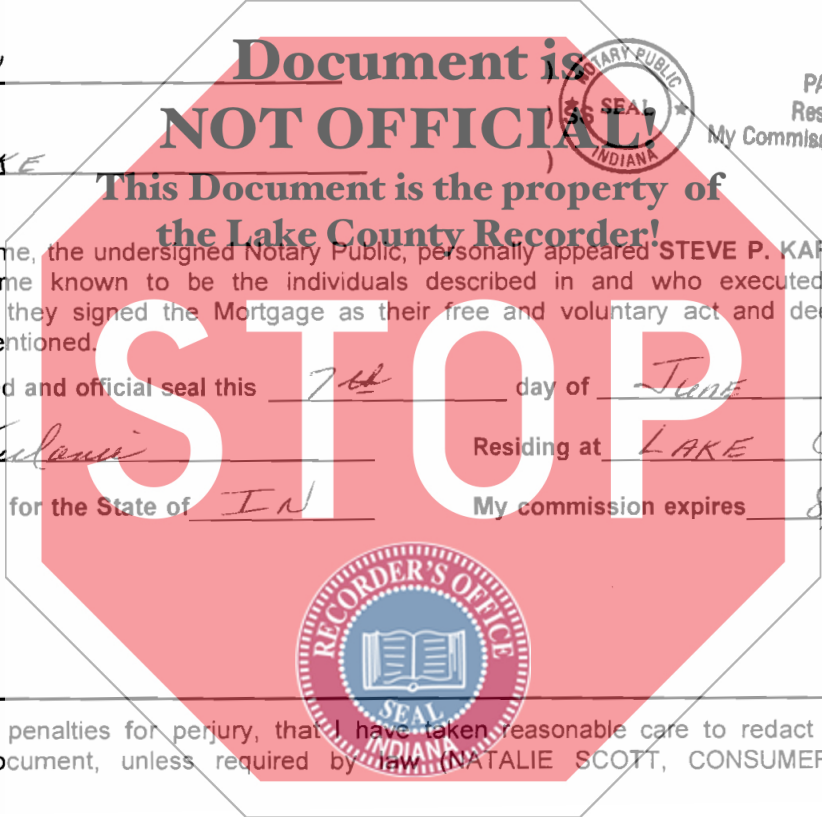 Document is
NOT OFFICIAL!
This Document is the property of
the Lake County Recorder!
NOTARY PUBLIC
SEAL
INDIANA
PA
Res
My Commiss
)
) SS
)
KE
me, the undersigned Notary Public, personally appeared STEVE P. KAR
me known to be the individuals described in and who executed
they signed the Mortgage as their free and voluntary act and dee
entioned.
d and official seal this 7th day of June
Residing at LAKE
for the State of IN My commission expires 8
STOP
RECORDER'S OFFICE
SEAL
INDIANA
penalties for perjury, that I have taken reasonable care to redact
ocument, unless required by law (NATALIE SCOTT, CONSUMER